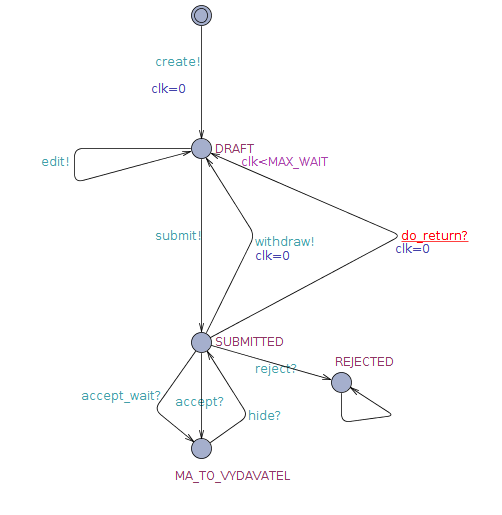 create!
clk=0
DRAFT
edit!
clk<MAX_WAIT
submit!
withdraw!
clk=0
do_return?
clk=0
SUBMITTED
REJECTED
reject?
accept_wait?
accept?
hide?
MA_TO_VYDAVATEL